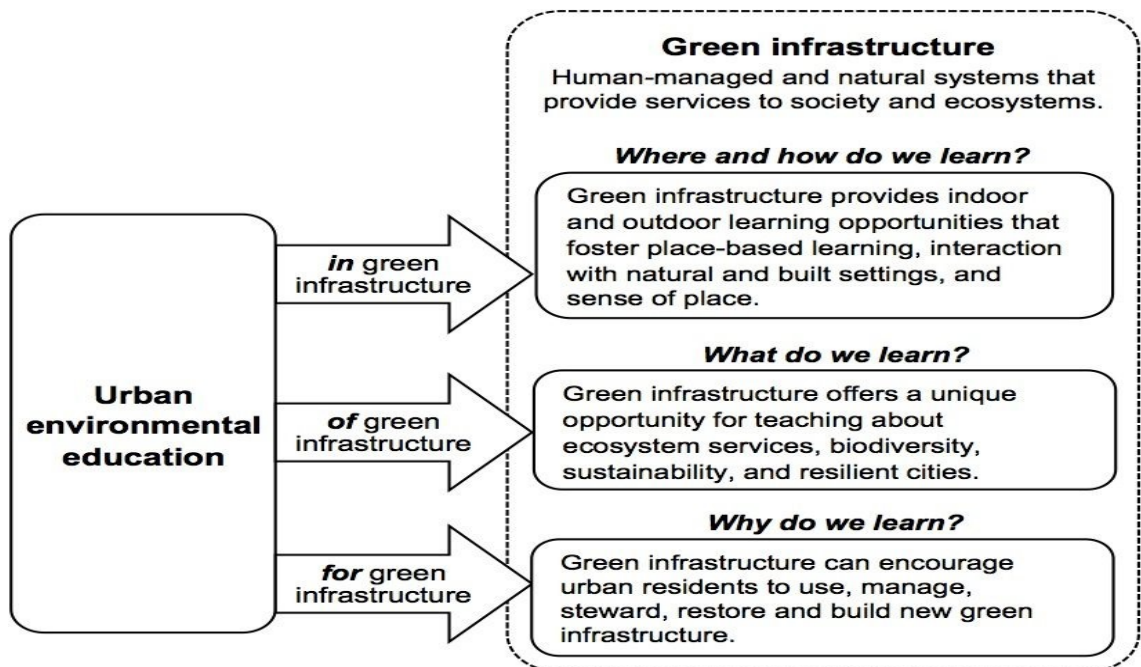 Green infrastructure
Human-managed and natural systems that
provide services to society and ecosystems.
Where and how do we learn?
Green infrastructure provides indoor
and outdoor learning opportunities that
foster place-based learning, interaction
with natural and built settings, and
sense of place.
What do we learn?
Green infrastructure offers a unique
opportunity for teaching about
ecosystem services, biodiversity,
sustainability, and resilient cities.
Why do we learn?
Green infrastructure can encourage
urban residents to use, manage,
steward, restore and build new green
infrastructure.
Urban
environmental
education
in green
infrastructure
of green
infrastructure
for green
infrastructure